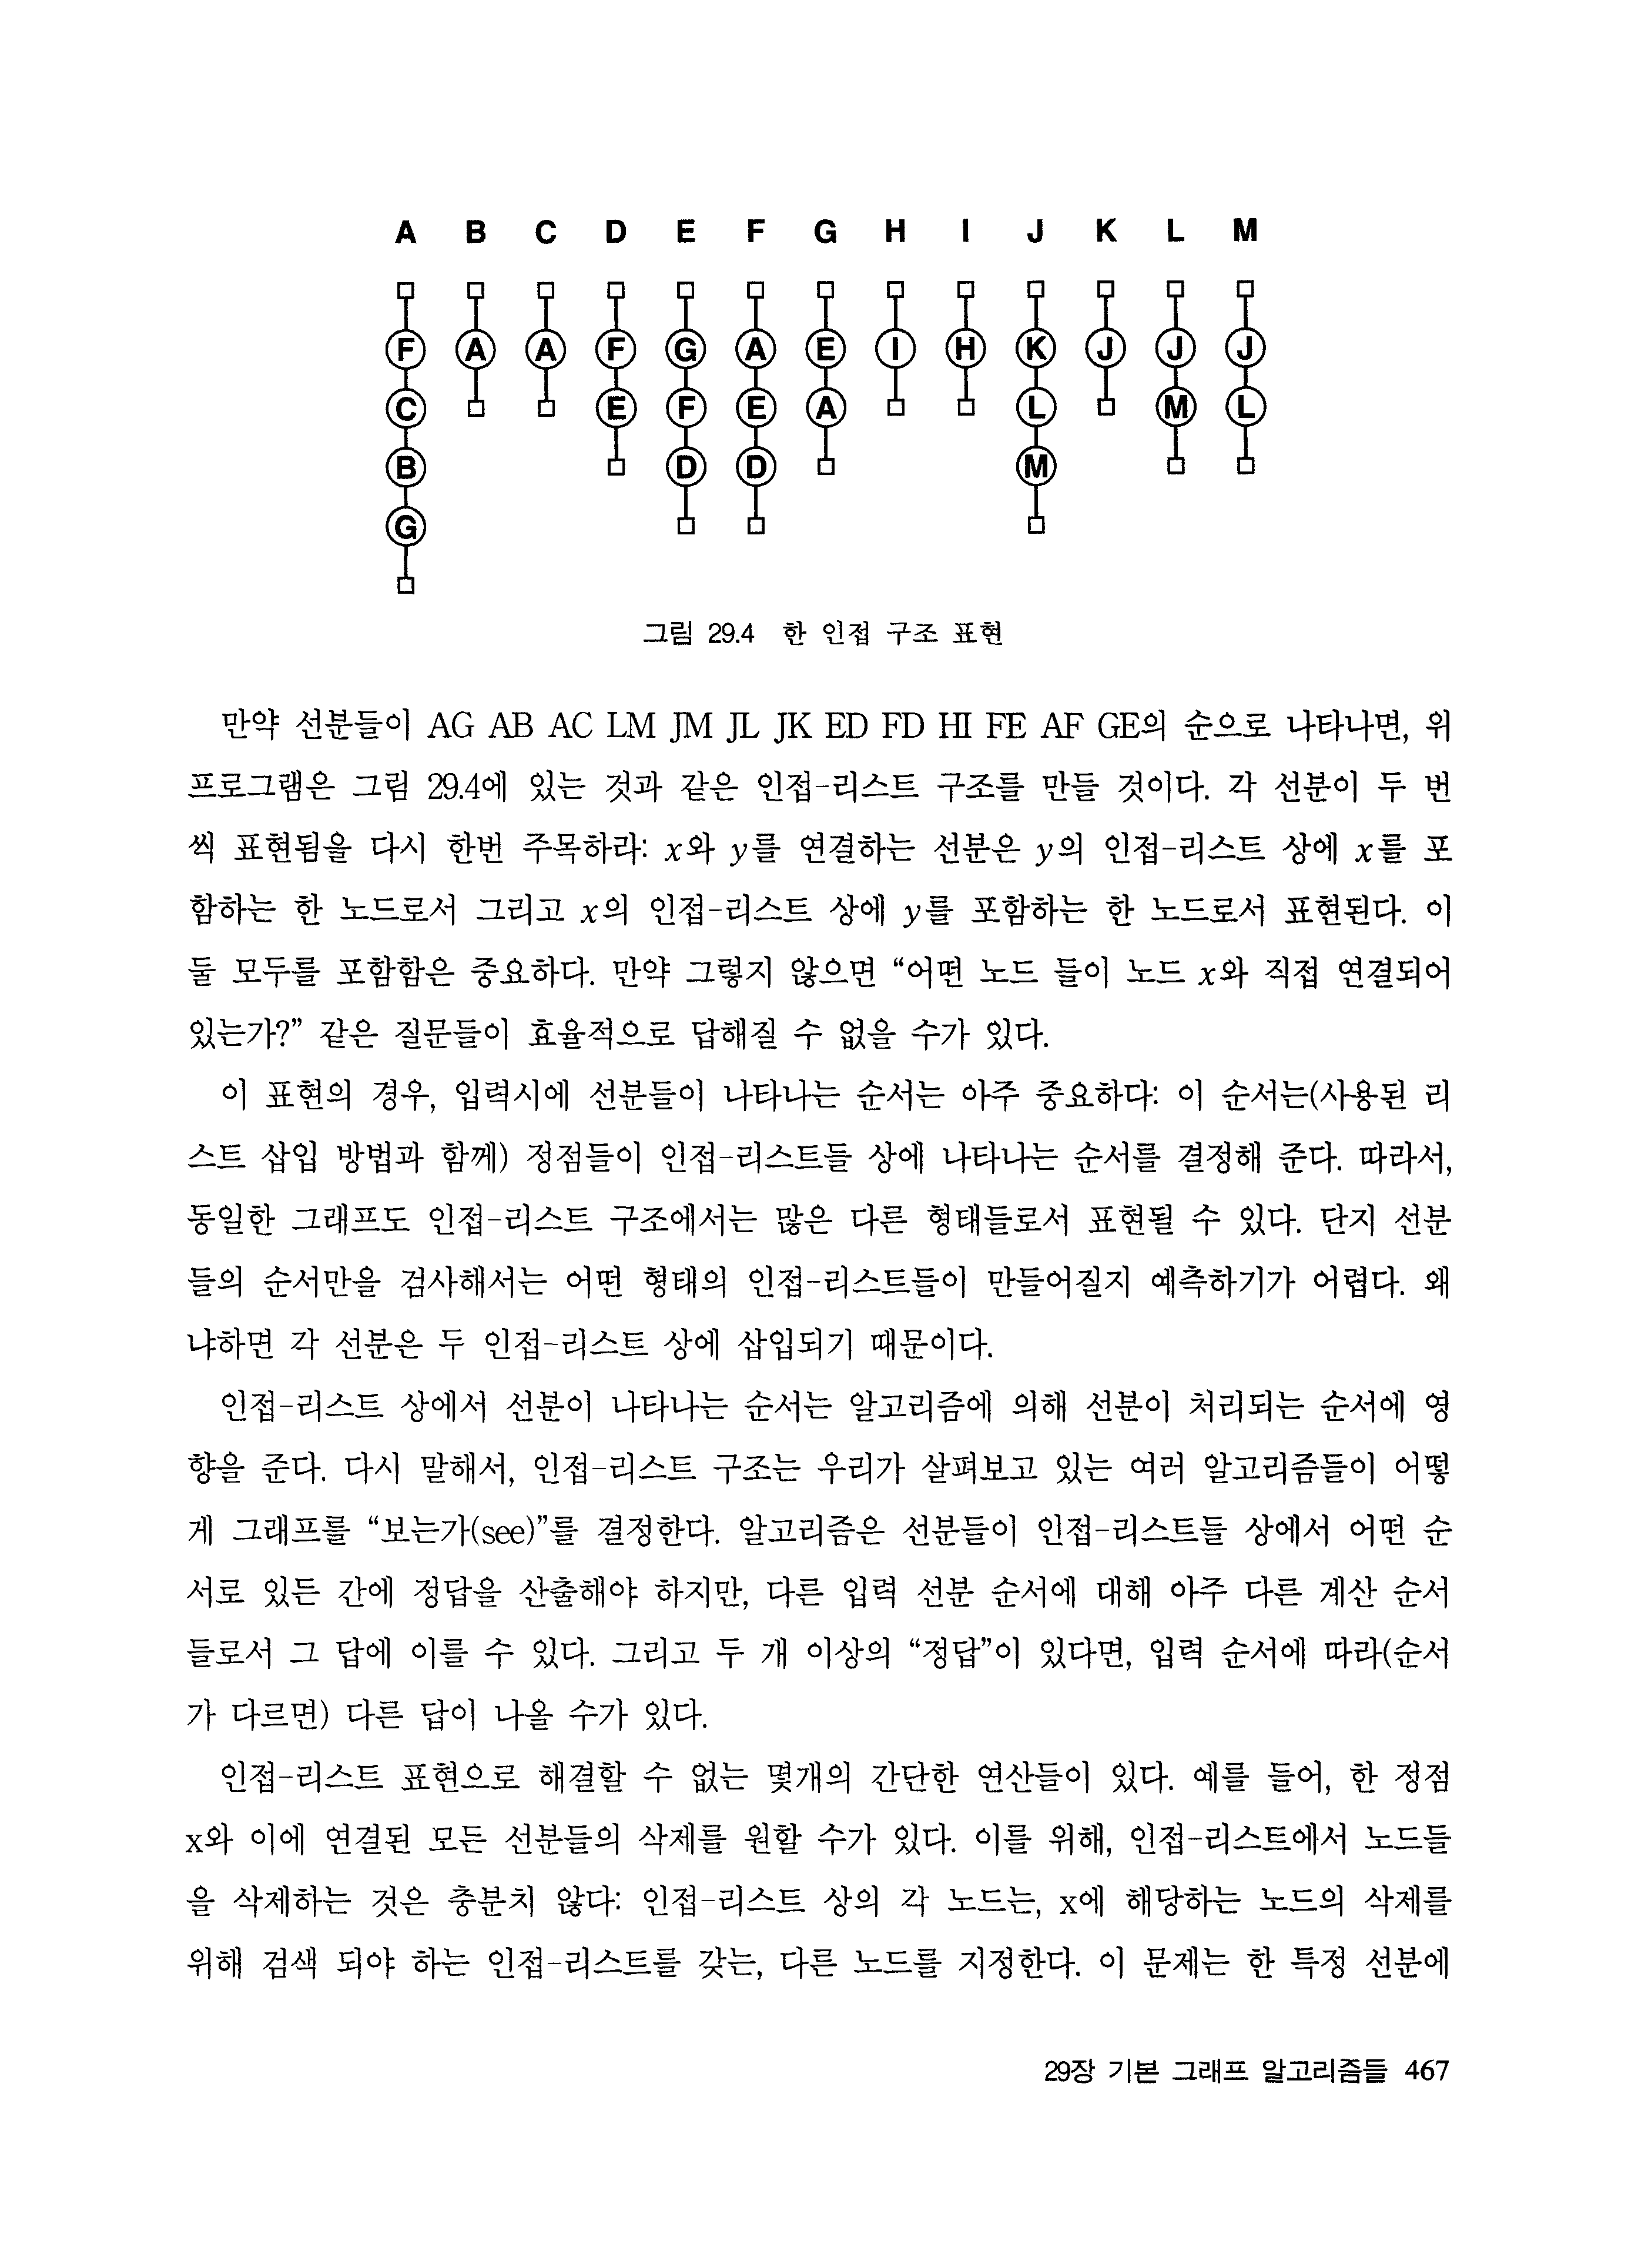 A B C D E F G H I J K L M
F A A F G A E I H K J J J
C E F E A L M L
B D D M
G
그림 29.4 한 인접 구조 표현
만약 선분들이 AG AB AC LM JM JL JK ED FD HI FE AF GE의 순으로 나타나면, 위
프로그램은 그림 29.4에 있는 것과 같은 인접-리스트 구조를 만들 것이다. 각 선분이 두 번
씩 표현됨을 다시 한번 주목하라: x와 y를 연결하는 선분은 y의 인접-리스트 상에 x를 포
함하는 한 노드로서 그리고 x의 인접-리스트 상에 y를 포함하는 한 노드로서 표현된다. 이
둘 모두를 포함함은 중요하다. 만약 그렇지 않으면 “어떤 노드 들이 노드 x와 직접 연결되어
있는가?” 같은 질문들이 효율적으로 답해질 수 없을 수가 있다.
이 표현의 경우, 입력시에 선분들이 나타나는 순서는 아주 중요하다: 이 순서는(사용된 리
스트 삽입 방법과 함께) 정점들이 인접-리스트들 상에 나타나는 순서를 결정해 준다. 따라서,
동일한 그래프도 인접-리스트 구조에서는 많은 다른 형태들로서 표현될 수 있다. 단지 선분
들의 순서만을 검사해서는 어떤 형태의 인접-리스트들이 만들어질지 예측하기가 어렵다. 왜
냐하면 각 선분은 두 인접-리스트 상에 삽입되기 때문이다.
인접-리스트 상에서 선분이 나타나는 순서는 알고리즘에 의해 선분이 처리되는 순서에 영
향을 준다. 다시 말해서, 인접-리스트 구조는 우리가 살펴보고 있는 여러 알고리즘들이 어떻
게 그래프를 “보는가(see)”를 결정한다. 알고리즘은 선분들이 인접-리스트들 상에서 어떤 순
서로 있든 간에 정답을 산출해야 하지만, 다른 입력 선분 순서에 대해 아주 다른 계산 순서
들로서 그 답에 이를 수 있다. 그리고 두 개 이상의 “정답”이 있다면, 입력 순서에 따라(순서
가 다르면) 다른 답이 나올 수가 있다.
인접-리스트 표현으로 해결할 수 없는 몇개의 간단한 연산들이 있다. 예를 들어, 한 정점
x와 이에 연결된 모든 선분들의 삭제를 원할 수가 있다. 이를 위해, 인접-리스트에서 노드들
을 삭제하는 것은 충분치 않다: 인접-리스트 상의 각 노드는, x에 해당하는 노드의 삭제를
위해 검색 되야 하는 인접-리스트를 갖는, 다른 노드를 지정한다. 이 문제는 한 특정 선분에
29장 기본 그래프 알고리즘들 467